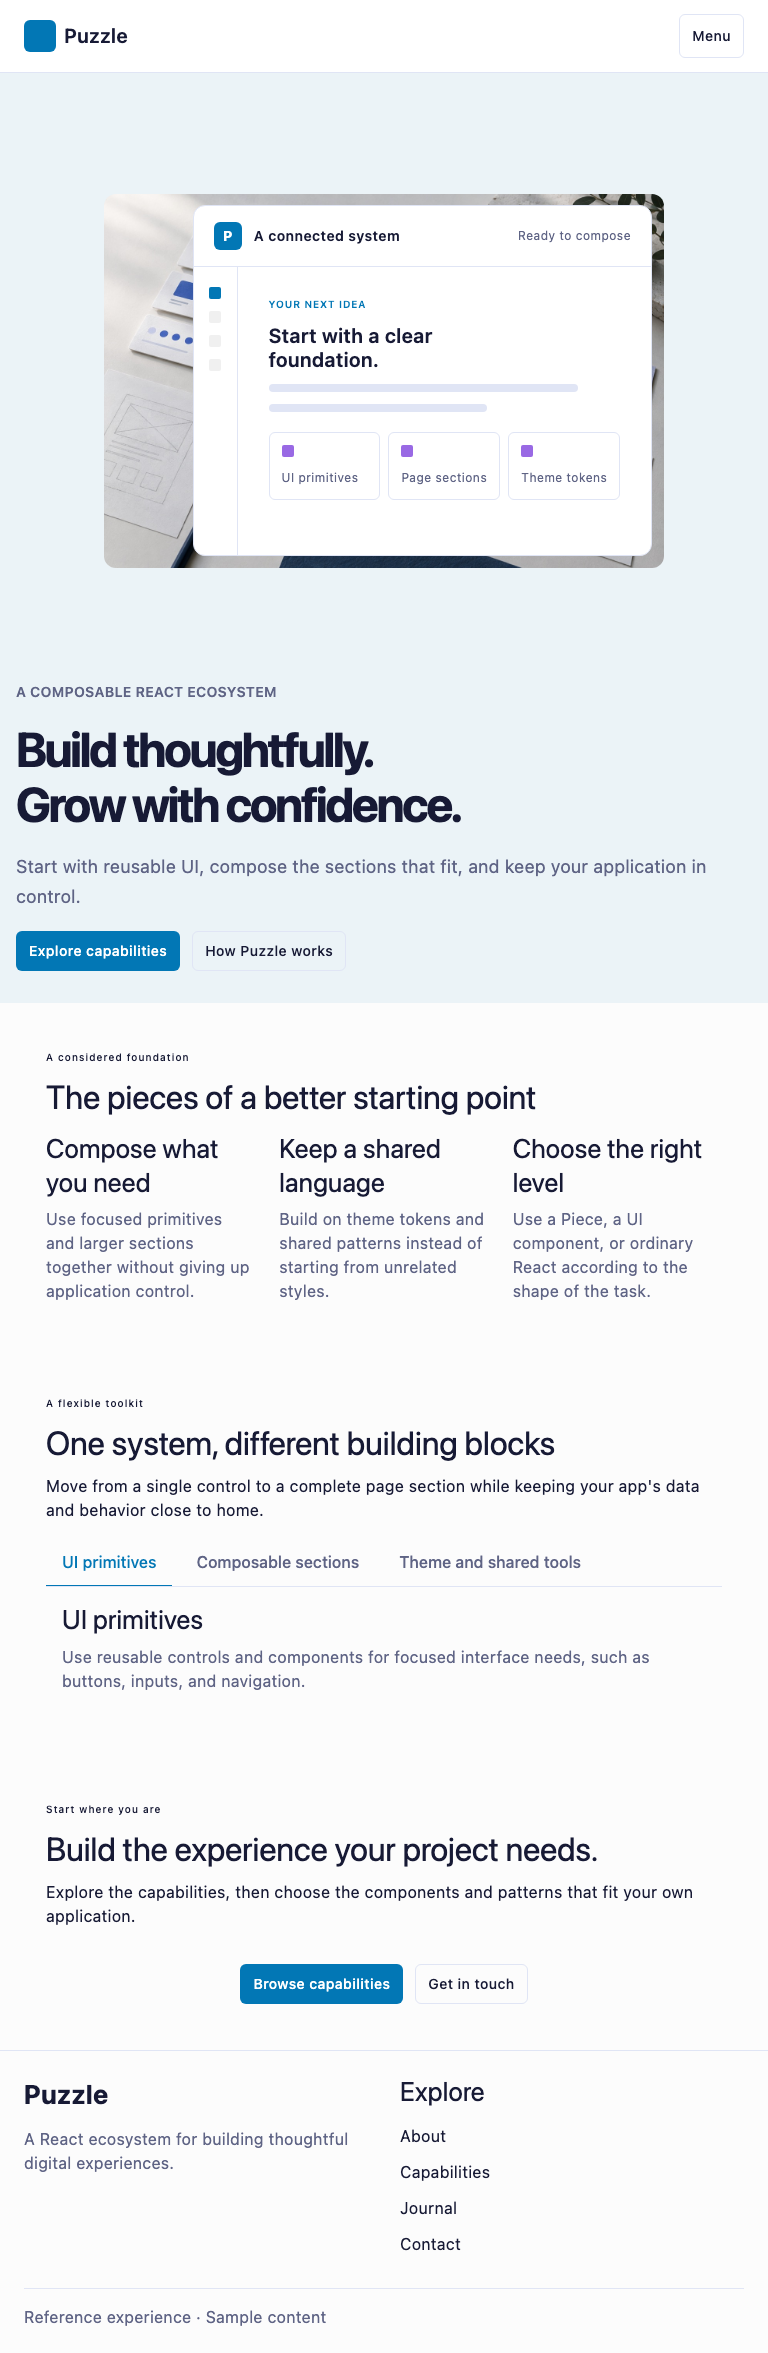 Puzzle
Menu
P
A connected system
Ready to compose
YOUR NEXT IDEA
Start with a clear
foundation.
UI primitives
Page sections
Theme tokens
A COMPOSABLE REACT ECOSYSTEM
Build thoughtfully.
Grow with confidence.
Start with reusable UI, compose the sections that fit, and keep your application in
control.
Explore capabilities
How Puzzle works
A considered foundation
The pieces of a better starting point
Compose what
you need
Use focused primitives
and larger sections
together without giving up
application control.
Keep a shared
language
Build on theme tokens and
shared patterns instead of
starting from unrelated
styles.
Choose the right
level
Use a Piece, a UI
component, or ordinary
React according to the
shape of the task.
A flexible toolkit
One system, different building blocks
Move from a single control to a complete page section while keeping your app's data
and behavior close to home.
UI primitives
Composable sections
Theme and shared tools
UI primitives
Use reusable controls and components for focused interface needs, such as
buttons, inputs, and navigation.
Start where you are
Build the experience your project needs.
Explore the capabilities, then choose the components and patterns that fit your own
application.
Browse capabilities
Get in touch
Puzzle
A React ecosystem for building thoughtful
digital experiences.
Explore
About
Capabilities
Journal
Contact
Reference experience · Sample content